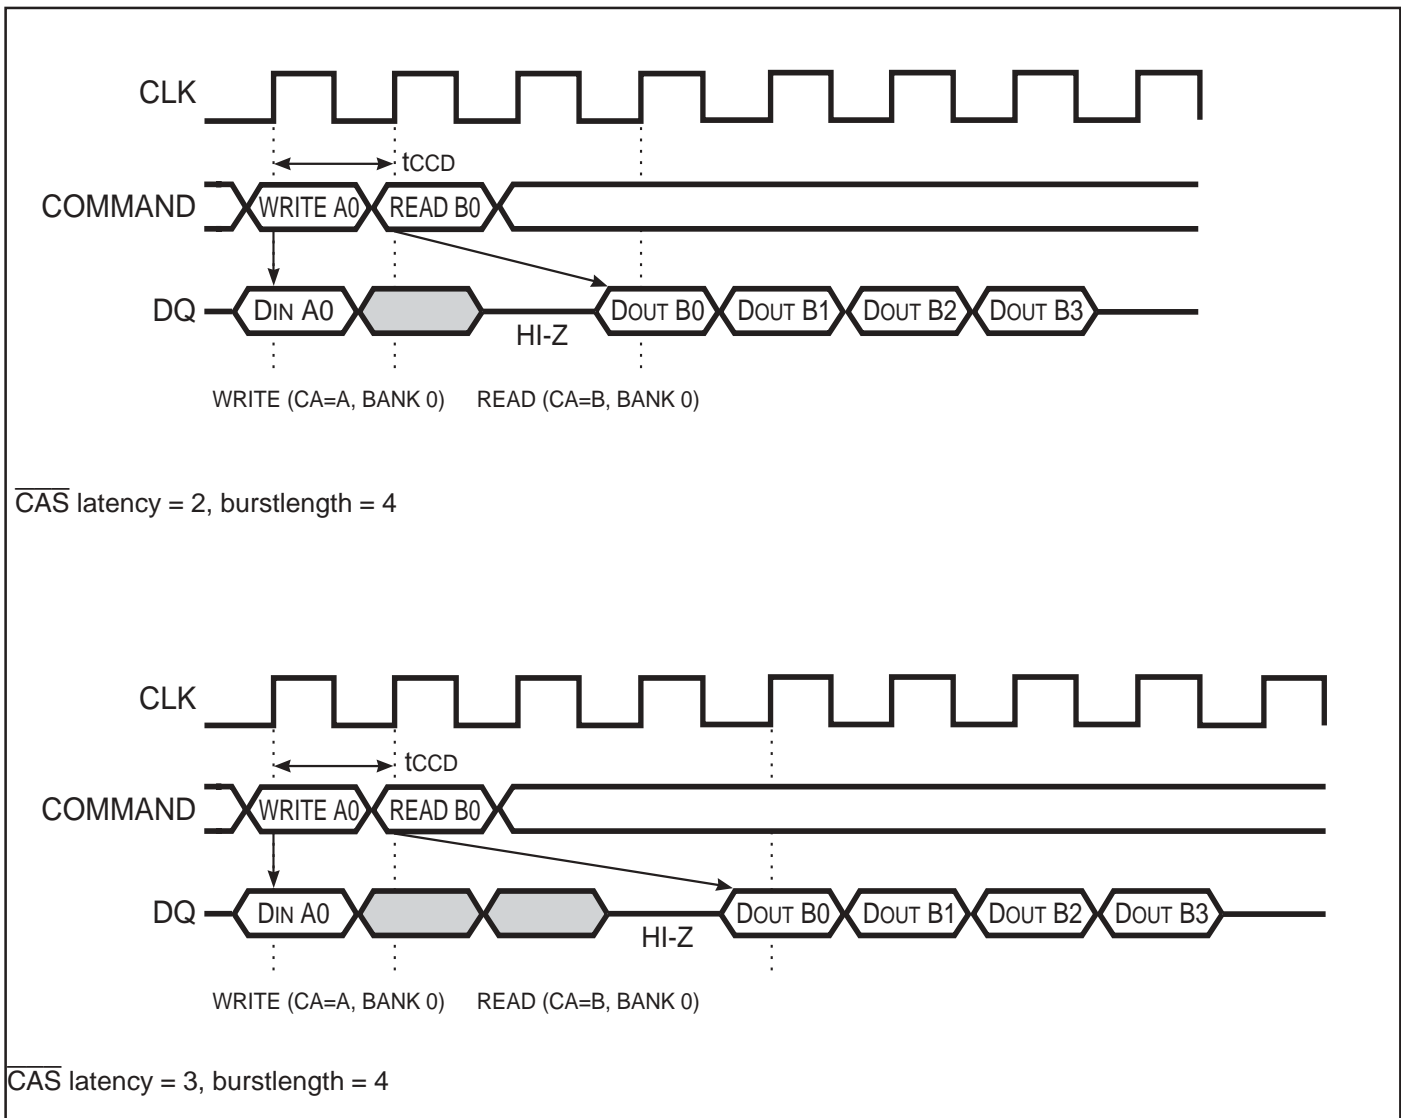 CLK
tCCD
COMMAND WRITE A0 READ B0
DQ DIN A0 HI-Z DOUT B0 DOUT B1 DOUT B2 DOUT B3
WRITE (CA=A, BANK 0) READ (CA=B, BANK 0)
C̅A̅S̅ latency = 2, burstlength = 4
CLK
tCCD
COMMAND WRITE A0 READ B0
DQ DIN A0 HI-Z DOUT B0 DOUT B1 DOUT B2 DOUT B3
WRITE (CA=A, BANK 0) READ (CA=B, BANK 0)
C̅A̅S̅ latency = 3, burstlength = 4